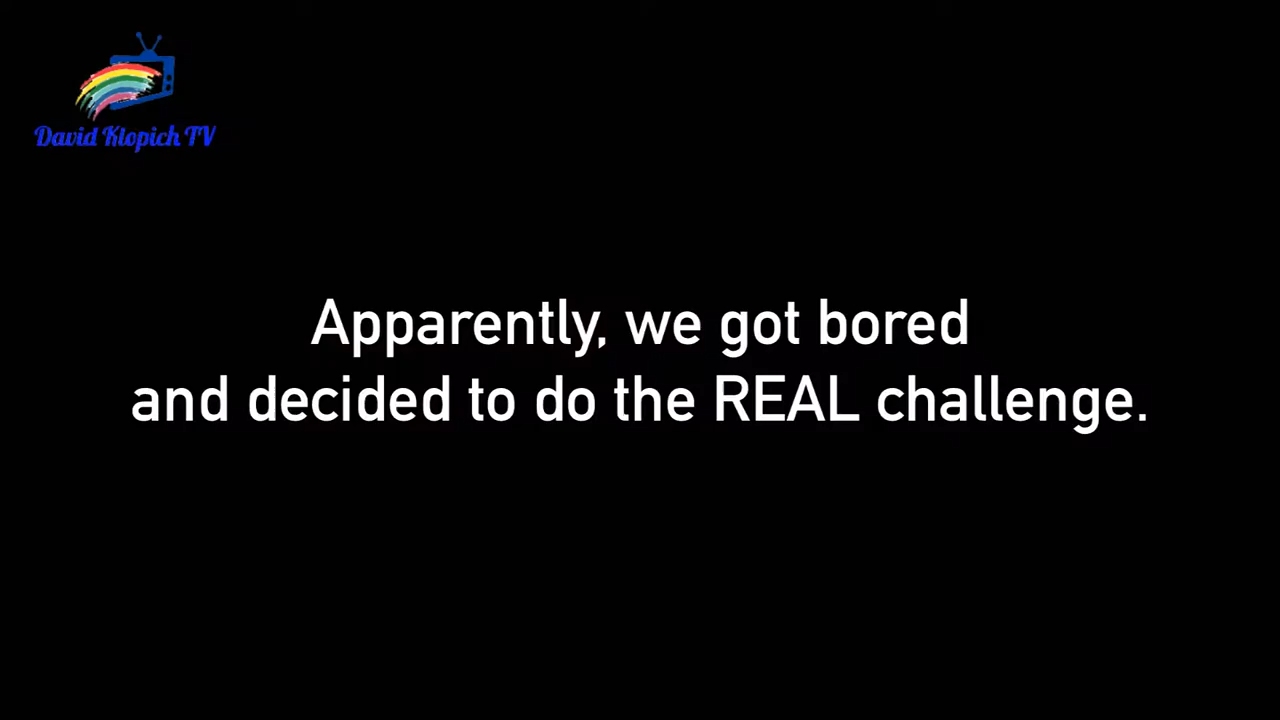 David Klopich TV
Apparently, we got bored
and decided to do the REAL challenge.